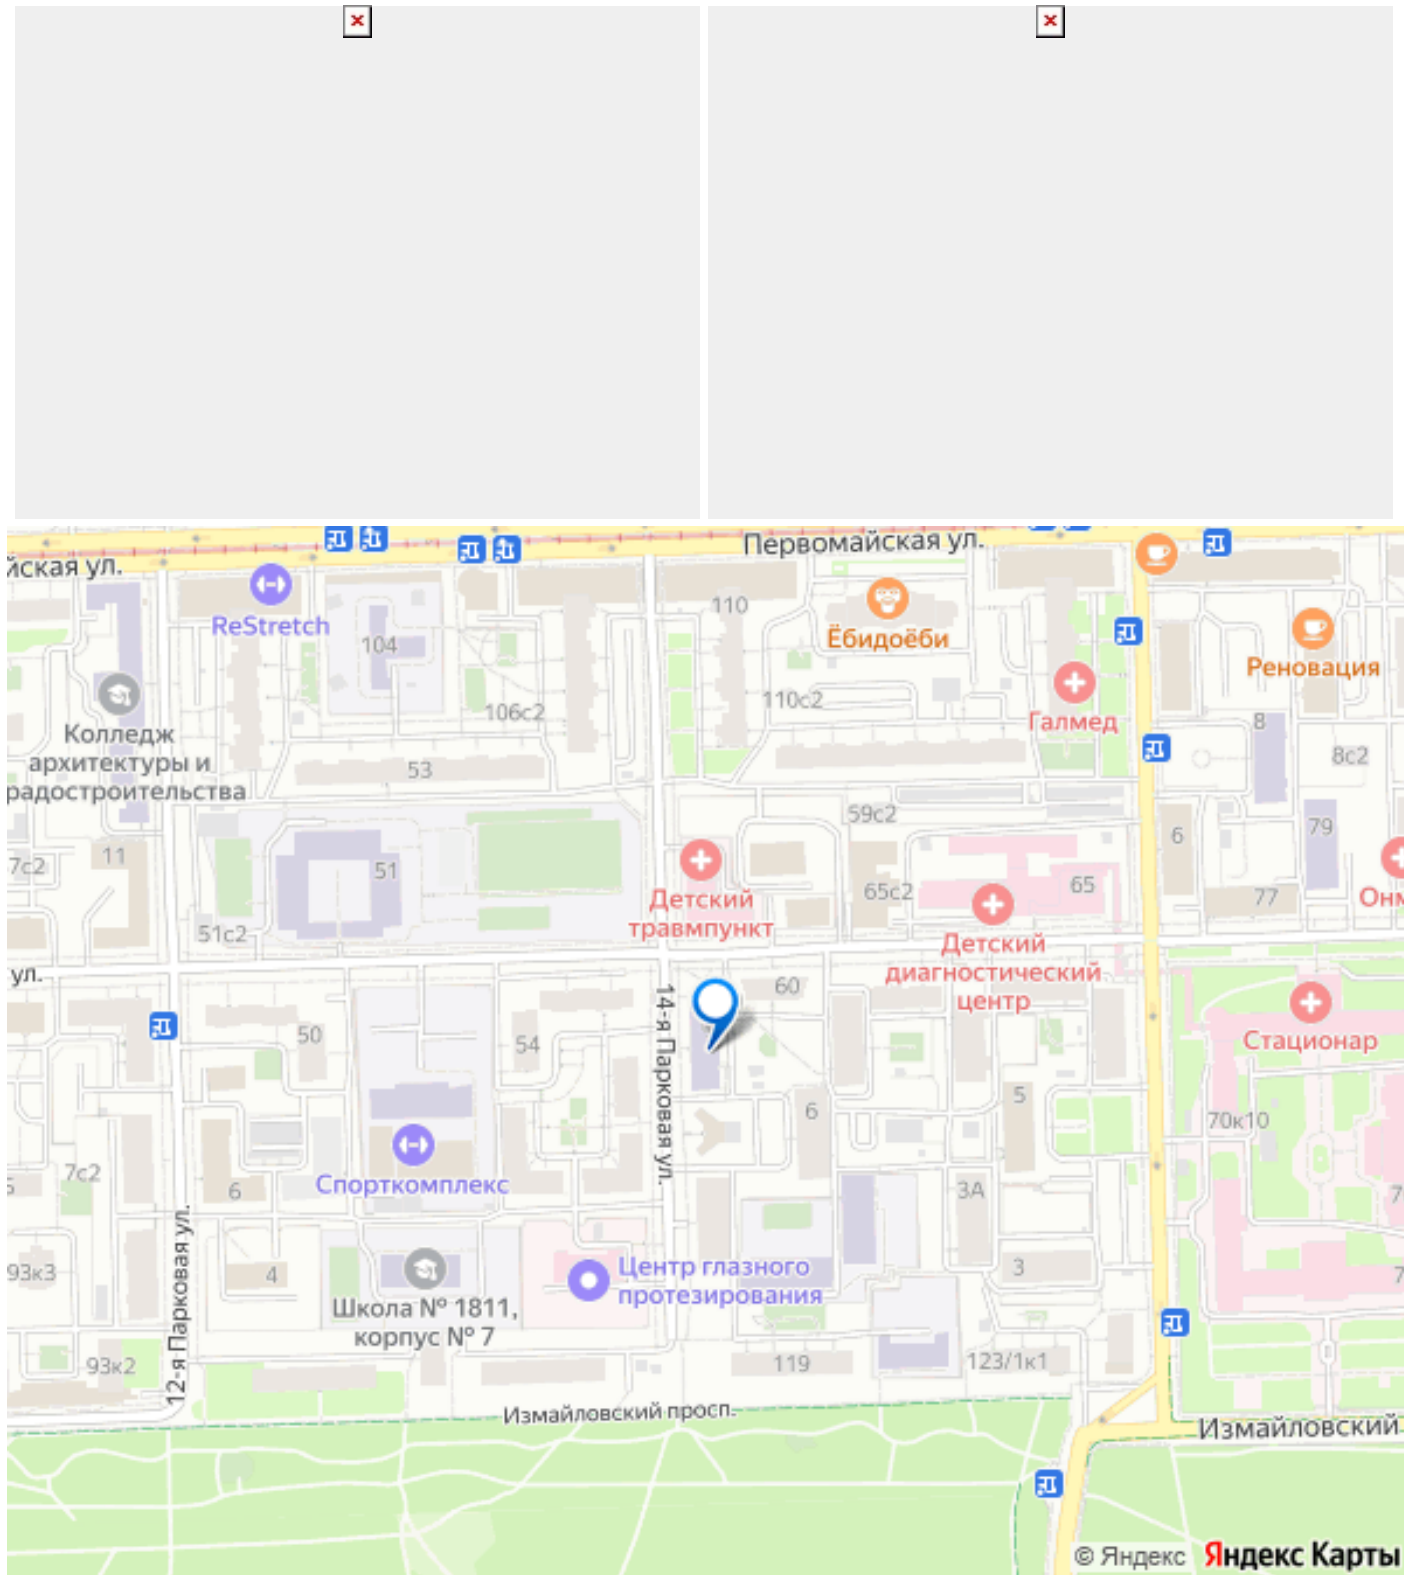 Первомайская ул.
йская ул.
ReStretch
110
Ёбидоёби
104
Реновация
110с2
106с2
Галмед
8
Колледж
архитектуры и
радостроительства
53
8с2
59с2
79
6
7с2
11
51
65с2
65
77
Детский
травмпункт
Онм
51с2
Детский
диагностический
центр
ул.
60
14-я Парковая ул.
Стационар
50
54
6
5
70к10
7с2
Спорткомплекс
6
3А
7
12-я Парковая ул.
93к3
4
Центр глазного
протезирования
3
7
Школа № 1811,
корпус № 7
93к2
119
123/1к1
Измайловский просп.
Измайловский
© Яндекс Яндекс Карты